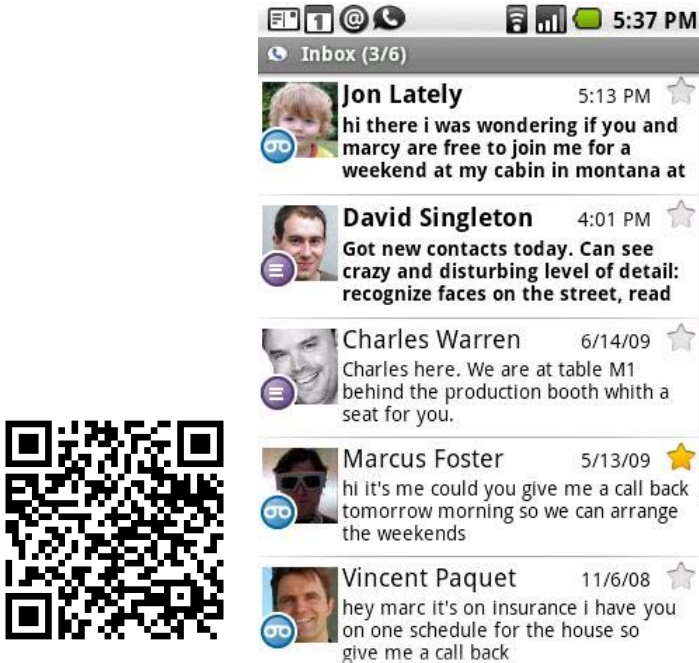 5:37 PM
Inbox (3/6)
Jon Lately 5:13 PM
hi there i was wondering if you and
marcy are free to join me for a
weekend at my cabin in montana at
David Singleton 4:01 PM
Got new contacts today. Can see
crazy and disturbing level of detail:
recognize faces on the street, read
Charles Warren 6/14/09
Charles here. We are at table M1
behind the production booth whith a
seat for you.
Marcus Foster 5/13/09
hi it's me could you give me a call back
tomorrow morning so we can arrange
the weekends
Vincent Paquet 11/6/08
hey marc it's on insurance i have you
on one schedule for the house so
give me a call back